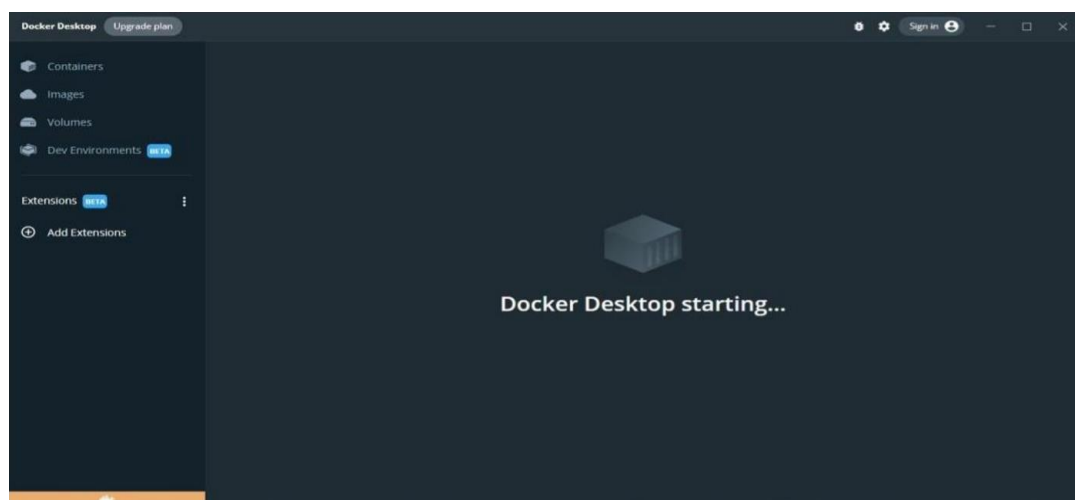 Docker Desktop Upgrade plan Sign in
Containers
Images
Volumes
Dev Environments BETA
Extensions BETA
Add Extensions
Docker Desktop starting...